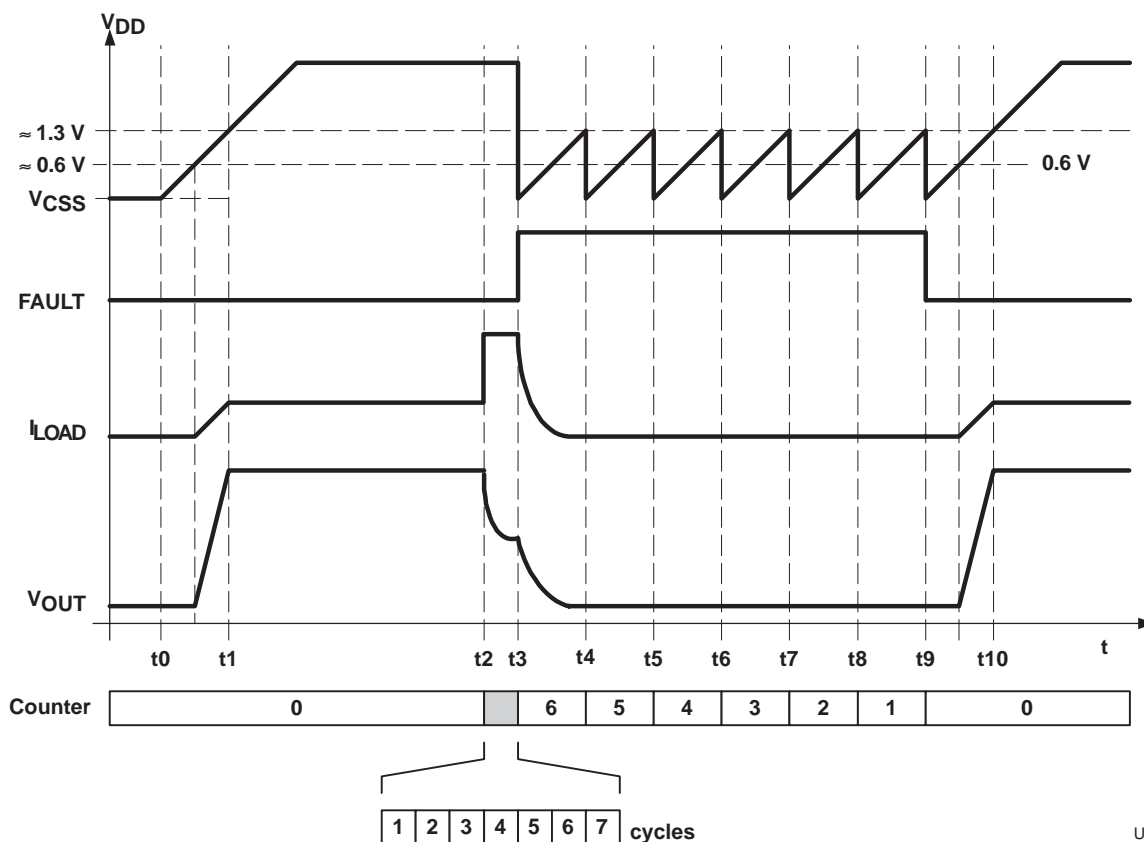 VDD
≈ 1.3 V
≈ 0.6 V
0.6 V
VCSS
FAULT
ILOAD
VOUT
t0 t1 t2 t3 t4 t5 t6 t7 t8 t9 t10 t
Counter 0 6 5 4 3 2 1 0
1 2 3 4 5 6 7 cycles
U